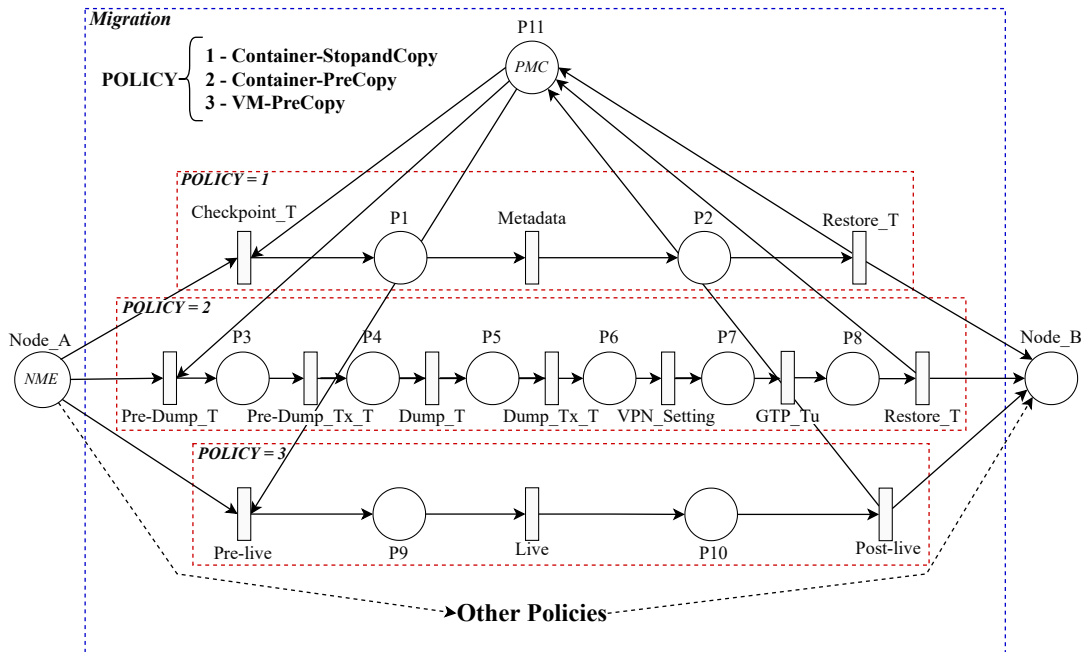 Migration
P11
PMC
POLICY
1 - Container-StopandCopy
2 - Container-PreCopy
3 - VM-PreCopy
POLICY = 1
Checkpoint_T
P1
Metadata
P2
Restore_T
POLICY = 2
Node_A
NME
P3
P4
P5
P6
P7
P8
Node_B
Pre-Dump_T
Pre-Dump_Tx_T
Dump_T
Dump_Tx_T
VPN_Setting
GTP_Tu
Restore_T
POLICY = 3
Pre-live
P9
Live
P10
Post-live
Other Policies